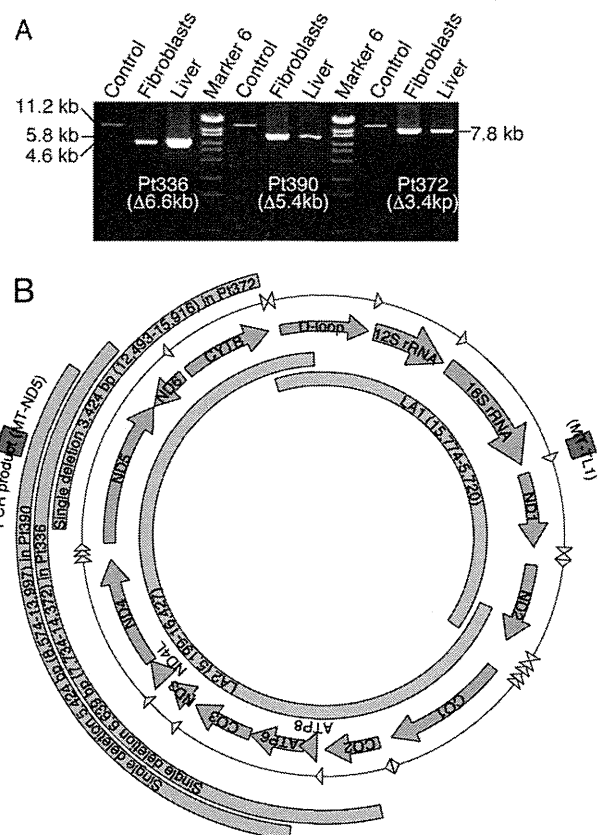 A
Control
Fibroblasts
Liver
Marker 6
Control
Fibroblasts
Liver
Marker 6
Control
Fibroblasts
Liver
11.2 kb
5.8 kb
4.6 kb
7.8 kb
Pt336
(Δ6.6kb)
Pt390
(Δ5.4kb)
Pt372
(Δ3.4kp)
B
Single deletion 3,424 bp (12,493-15,916) in Pt372
Single deletion 5,424 bp (8,574-13,997) in Pt390
Single deletion 6,639 bp (7,734-14,372) in Pt336
product (MT-ND5)
(MT-TL1)
D-loop
12S rRNA
16S rRNA
ND1
ND2
CO1
CO2
ATP8
ATP6
CO3
ND3
ND4L
ND4
ND5
ND6
CYTB
LA1 (15,774-5,720)
LA2 (5,199-16,427)